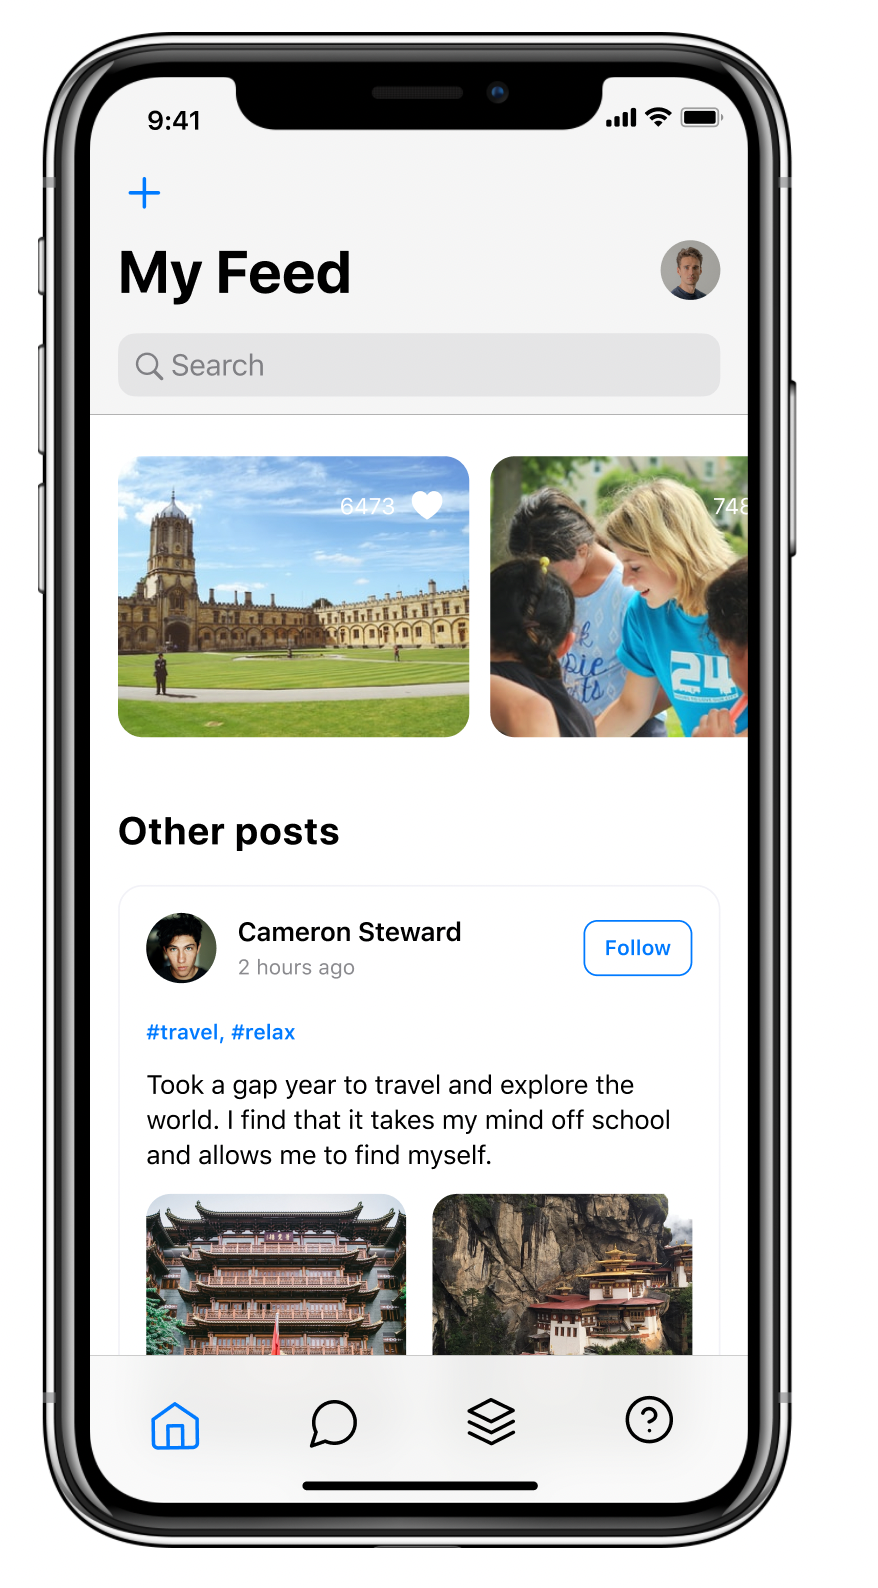 9:41
My Feed
Search
6473
748
24
Other posts
Cameron Steward
2 hours ago
Follow
#travel, #relax
Took a gap year to travel and explore the
world. I find that it takes my mind off school
and allows me to find myself.